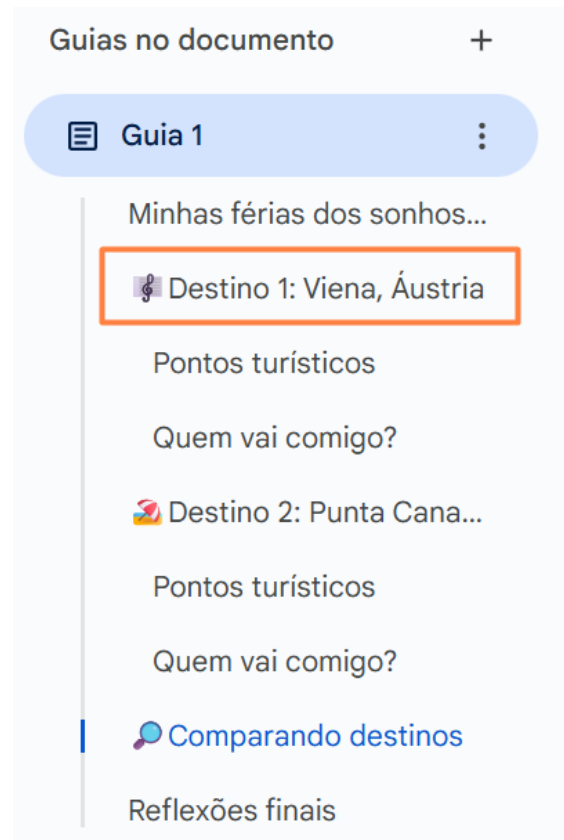 Guias no documento +
Guia 1
Minhas férias dos sonhos...
🎼 Destino 1: Viena, Áustria
Pontos turísticos
Quem vai comigo?
🏖️ Destino 2: Punta Cana...
Pontos turísticos
Quem vai comigo?
🔎 Comparando destinos
Reflexões finais